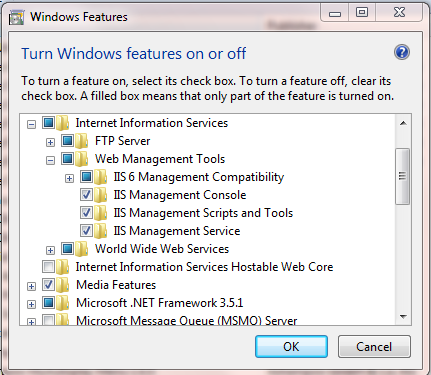 Windows Features
Turn Windows features on or off
To turn a feature on, select its check box. To turn a feature off, clear its
check box. A filled box means that only part of the feature is turned on.
Internet Information Services
FTP Server
Web Management Tools
IIS 6 Management Compatibility
IIS Management Console
IIS Management Scripts and Tools
IIS Management Service
World Wide Web Services
Internet Information Services Hostable Web Core
Media Features
Microsoft .NET Framework 3.5.1
Microsoft Message Queue (MSMQ) Server
OK
Cancel